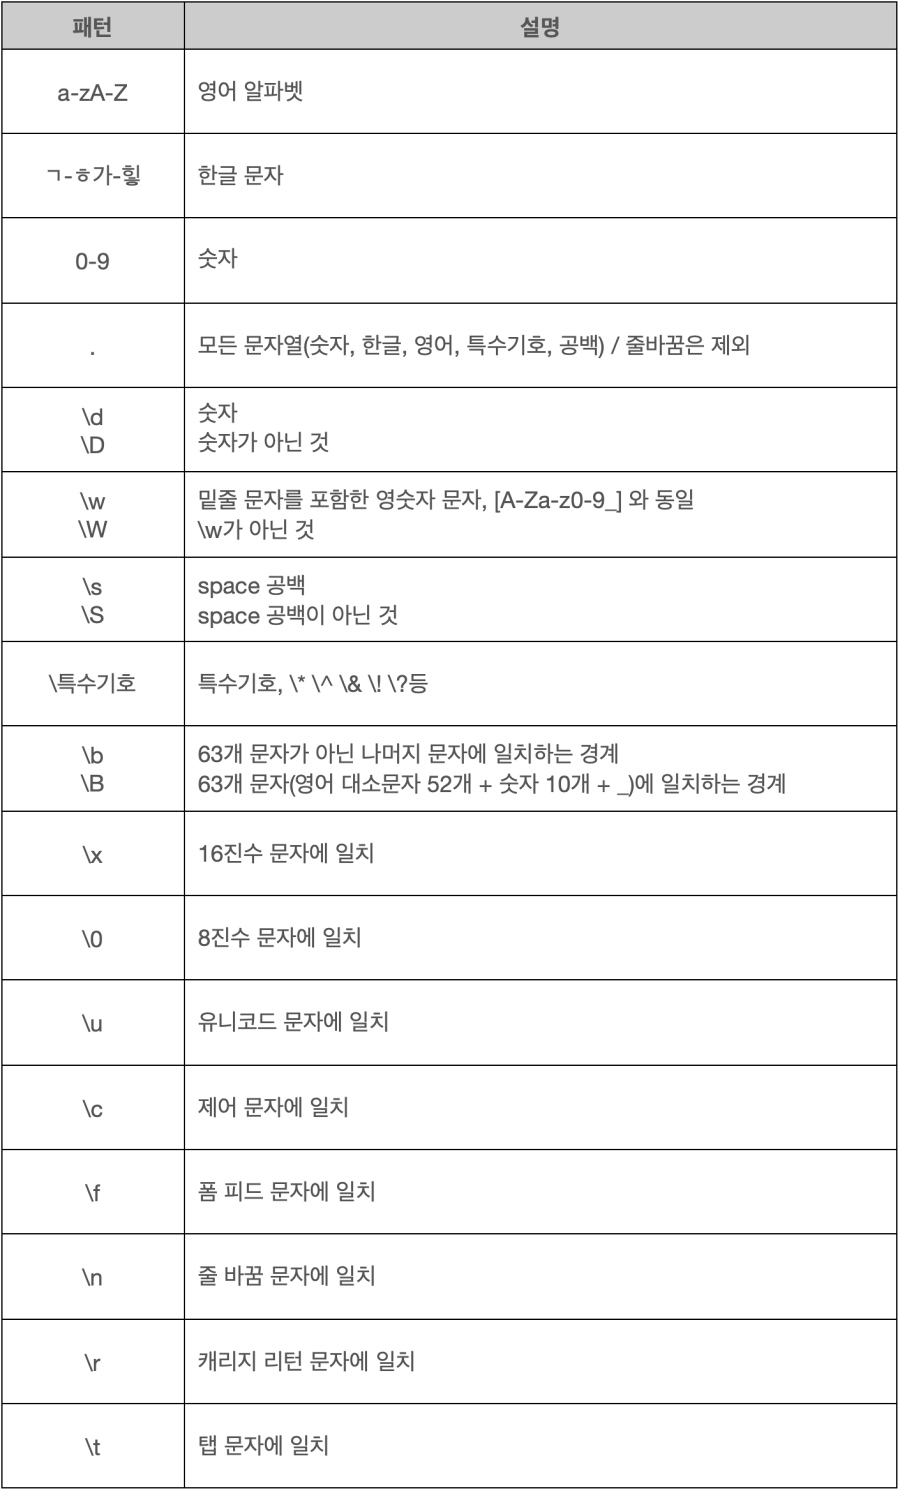 패턴 설명
a-zA-Z 영어 알파벳
ㄱ-ㅎ가-힣 한글 문자
0-9 숫자
. 모든 문자열(숫자, 한글, 영어, 특수기호, 공백) / 줄바꿈은 제외
\d 숫자
\D 숫자가 아닌 것
\w 밑줄 문자를 포함한 영숫자 문자, [A-Za-z0-9_] 와 동일
\W \w가 아닌 것
\s space 공백
\S space 공백이 아닌 것
\특수기호 특수기호, \* \^ \& \! \?등
\b 63개 문자가 아닌 나머지 문자에 일치하는 경계
\B 63개 문자(영어 대소문자 52개 + 숫자 10개 + _)에 일치하는 경계
\x 16진수 문자에 일치
\0 8진수 문자에 일치
\u 유니코드 문자에 일치
\c 제어 문자에 일치
\f 폼 피드 문자에 일치
\n 줄 바꿈 문자에 일치
\r 캐리지 리턴 문자에 일치
\t 탭 문자에 일치